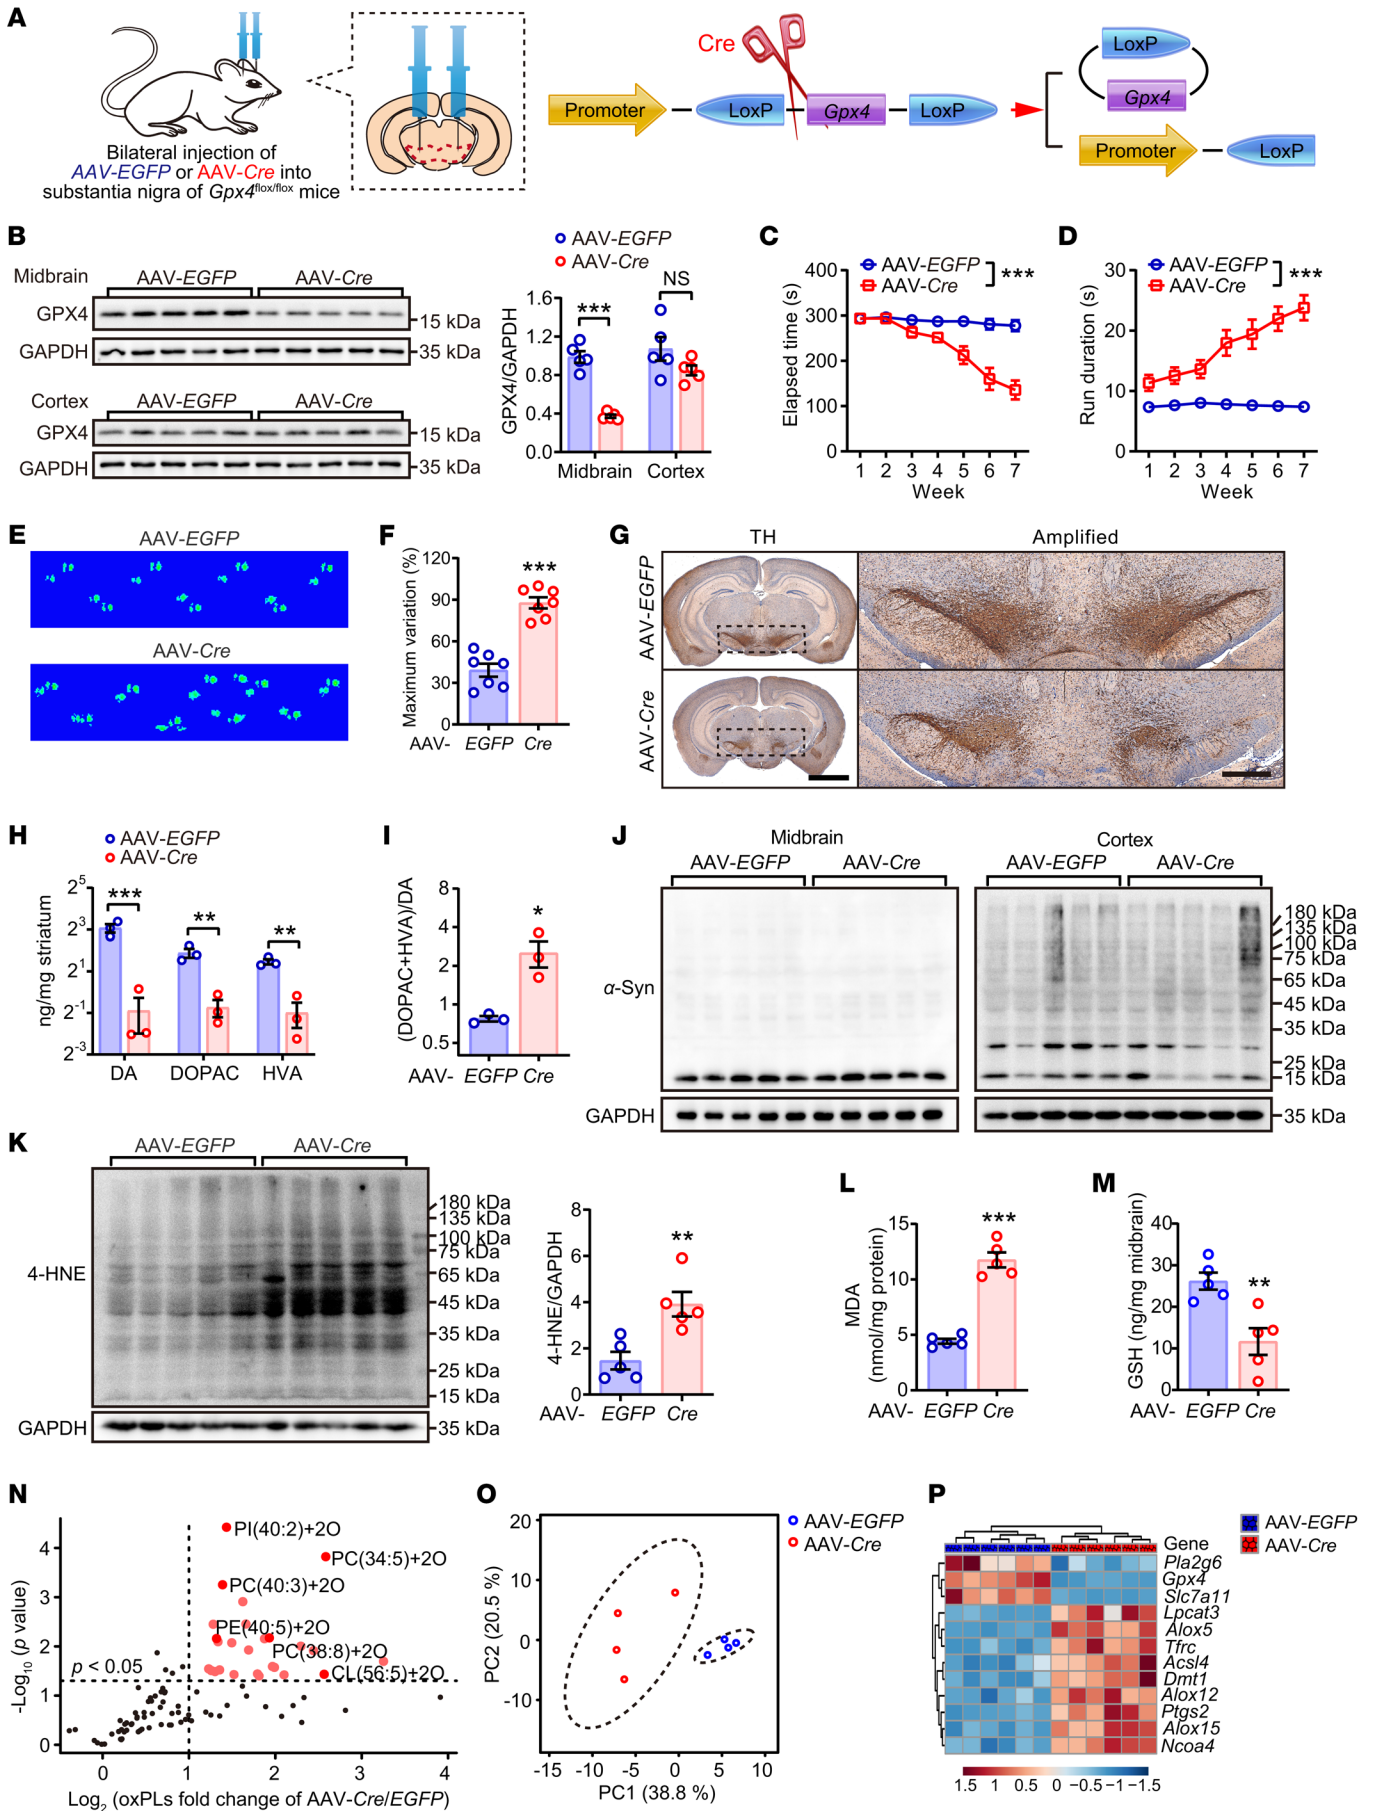 A
Bilateral injection of
AAV-EGFP or AAV-Cre into
substantia nigra of Gpx4flox/flox mice
Cre
Promoter
LoxP
Gpx4
LoxP
LoxP
Gpx4
Promoter
LoxP
B
Midbrain
AAV-EGFP
AAV-Cre
GPX4
15 kDa
GAPDH
35 kDa
Cortex
AAV-EGFP
AAV-Cre
GPX4
15 kDa
GAPDH
35 kDa
AAV-EGFP
AAV-Cre
GPX4/GAPDH
1.6
1.2
0.8
0.4
0.0
***
NS
Midbrain
Cortex
C
AAV-EGFP
AAV-Cre
***
Elapsed time (s)
400
300
200
100
0
1 2 3 4 5 6 7
Week
D
AAV-EGFP
AAV-Cre
***
Run duration (s)
30
20
10
0
1 2 3 4 5 6 7
Week
E
AAV-EGFP
AAV-Cre
F
Maximum variation (%)
120
90
60
30
0
***
AAV- EGFP Cre
G
TH
Amplified
AAV-EGFP
AAV-Cre
H
AAV-EGFP
AAV-Cre
ng/mg striatum
2^5
2^3
2^1
2^-1
2^-3
***
**
**
DA
DOPAC
HVA
I
(DOPAC+HVA)/DA
8
4
2
1
0.5
*
AAV- EGFP Cre
J
Midbrain
Cortex
AAV-EGFP
AAV-Cre
AAV-EGFP
AAV-Cre
α-Syn
180 kDa
135 kDa
100 kDa
75 kDa
65 kDa
45 kDa
35 kDa
25 kDa
15 kDa
GAPDH
35 kDa
K
AAV-EGFP
AAV-Cre
4-HNE
180 kDa
135 kDa
100 kDa
75 kDa
65 kDa
45 kDa
35 kDa
25 kDa
15 kDa
GAPDH
35 kDa
4-HNE/GAPDH
8
6
4
2
0
**
AAV- EGFP Cre
L
MDA
(nmol/mg protein)
15
10
5
0
***
AAV- EGFP Cre
M
GSH (ng/mg midbrain)
40
30
20
10
0
**
AAV- EGFP Cre
N
-Log10 (p value)
4
3
2
1
0
PI(40:2)+2O
PC(34:5)+2O
PC(40:3)+2O
PE(40:5)+2O
PC(38:8)+2O
CL(56:5)+2O
p < 0.05
0 1 2 3 4
Log2 (oxPLs fold change of AAV-Cre/EGFP)
O
AAV-EGFP
AAV-Cre
PC2 (20.5 %)
20
10
0
-10
-15 -10 -5 0 5 10
PC1 (38.8 %)
P
AAV-EGFP
AAV-Cre
Gene
Pla2g6
Gpx4
Slc7a11
Lpcat3
Alox5
Tfrc
Acsl4
Dmt1
Alox12
Ptgs2
Alox15
Ncoa4
1.5 1 0.5 0 -0.5 -1 -1.5